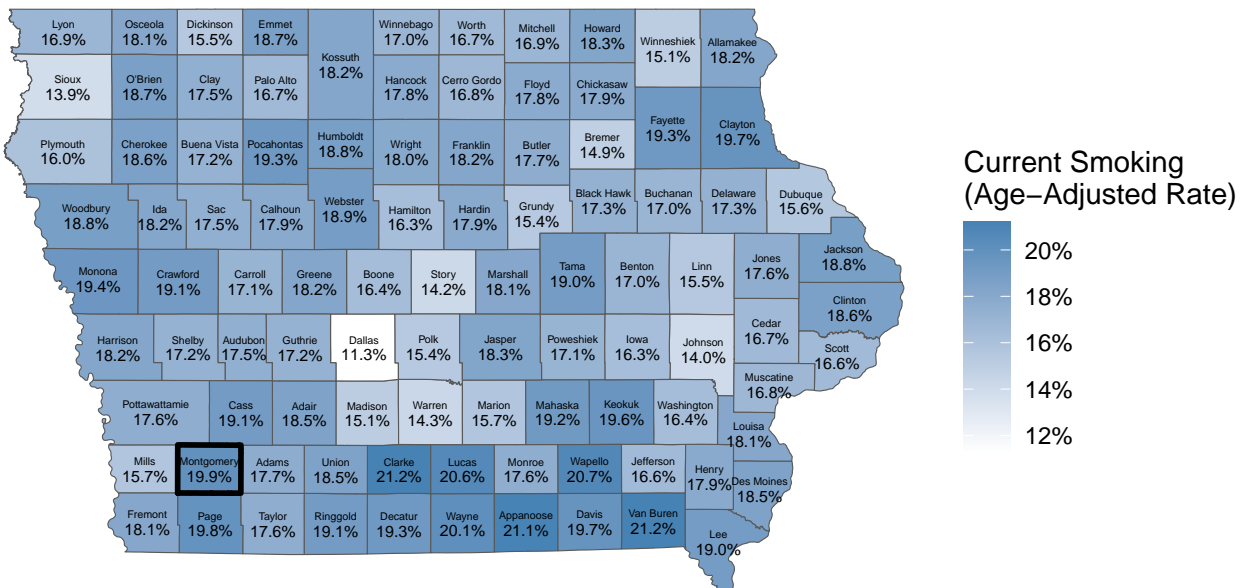 Lyon
16.9%
Osceola
18.1%
Dickinson
15.5%
Emmet
18.7%
Kossuth
18.2%
Winnebago
17.0%
Worth
16.7%
Mitchell
16.9%
Howard
18.3%
Winneshiek
15.1%
Allamakee
18.2%
Sioux
13.9%
O'Brien
18.7%
Clay
17.5%
Palo Alto
16.7%
Hancock
17.8%
Cerro Gordo
16.8%
Floyd
17.8%
Chickasaw
17.9%
Fayette
19.3%
Clayton
19.7%
Plymouth
16.0%
Cherokee
18.6%
Buena Vista
17.2%
Pocahontas
19.3%
Humboldt
18.8%
Wright
18.0%
Franklin
18.2%
Butler
17.7%
Bremer
14.9%
Woodbury
18.8%
Ida
18.2%
Sac
17.5%
Calhoun
17.9%
Webster
18.9%
Hamilton
16.3%
Hardin
17.9%
Grundy
15.4%
Black Hawk
17.3%
Buchanan
17.0%
Delaware
17.3%
Dubuque
15.6%
Monona
19.4%
Crawford
19.1%
Carroll
17.1%
Greene
18.2%
Boone
16.4%
Story
14.2%
Marshall
18.1%
Tama
19.0%
Benton
17.0%
Linn
15.5%
Jones
17.6%
Jackson
18.8%
Clinton
18.6%
Harrison
18.2%
Shelby
17.2%
Audubon
17.5%
Guthrie
17.2%
Dallas
11.3%
Polk
15.4%
Jasper
18.3%
Poweshiek
17.1%
Iowa
16.3%
Johnson
14.0%
Cedar
16.7%
Scott
16.6%
Muscatine
16.8%
Pottawattamie
17.6%
Cass
19.1%
Adair
18.5%
Madison
15.1%
Warren
14.3%
Marion
15.7%
Mahaska
19.2%
Keokuk
19.6%
Washington
16.4%
Louisa
18.1%
Mills
15.7%
Montgomery
19.9%
Adams
17.7%
Union
18.5%
Clarke
21.2%
Lucas
20.6%
Monroe
17.6%
Wapello
20.7%
Jefferson
16.6%
Henry
17.9%
Des Moines
18.5%
Fremont
18.1%
Page
19.8%
Taylor
17.6%
Ringgold
19.1%
Decatur
19.3%
Wayne
20.1%
Appanoose
21.1%
Davis
19.7%
Van Buren
21.2%
Lee
19.0%
Current Smoking
(Age−Adjusted Rate)
20%
18%
16%
14%
12%